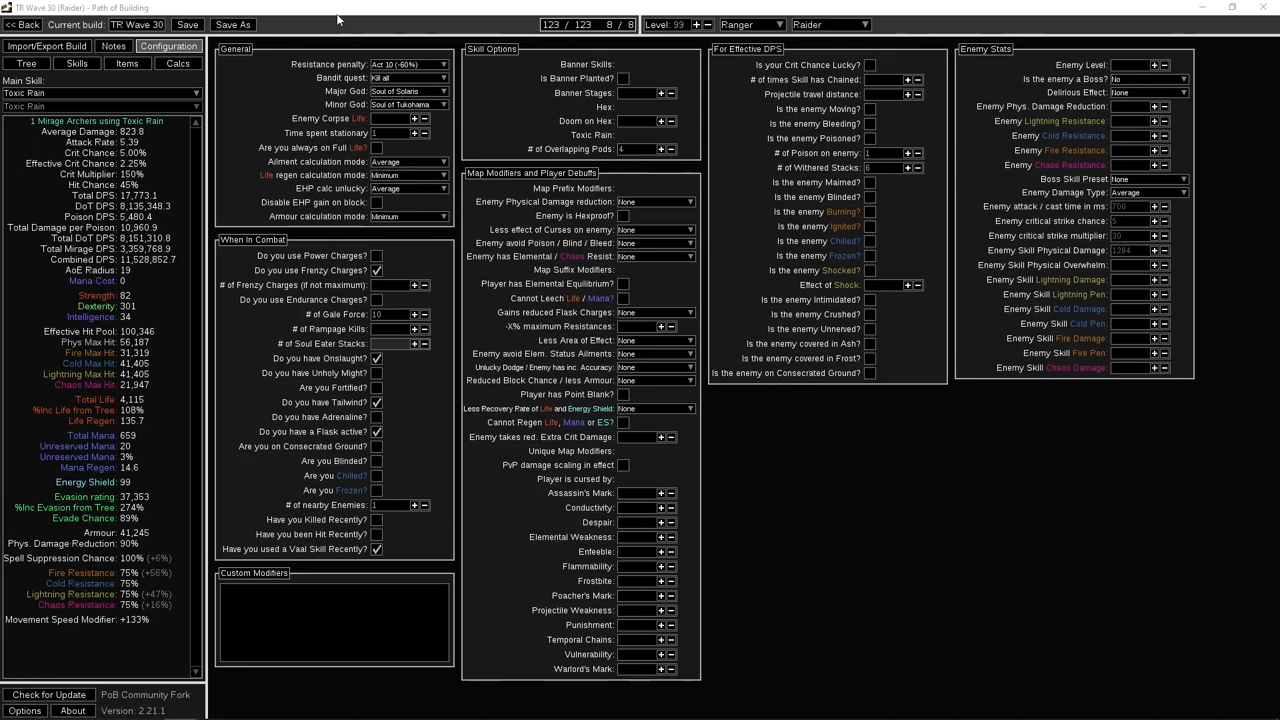 TR Wave 30 (Raider) - Path of Building
<< Back Current build: TR Wave 30 Save Save As 123 / 123 8 / 8 Level: 99 + − Ranger Raider
Import/Export Build Notes Configuration
Tree Skills Items Calcs
Main Skill:
Toxic Rain
Toxic Rain
1 Mirage Archers using Toxic Rain
Average Damage: 823.8
Attack Rate: 5.39
Crit Chance: 5.00%
Effective Crit Chance: 2.25%
Crit Multiplier: 150%
Hit Chance: 45%
Total DPS: 17,773.1
DoT DPS: 8,135,348.3
Poison DPS: 5,480.4
Total Damage per Poison: 10,960.9
Total DoT DPS: 8,151,310.8
Total Mirage DPS: 3,359,768.9
Combined DPS: 11,528,852.7
AoE Radius: 19
Mana Cost: 0
Strength: 82
Dexterity: 301
Intelligence: 34
Effective Hit Pool: 100,346
Phys Max Hit: 56,187
Fire Max Hit: 31,319
Cold Max Hit: 41,405
Lightning Max Hit: 41,405
Chaos Max Hit: 21,947
Total Life: 4,115
%Inc Life from Tree: 108%
Life Regen: 135.7
Total Mana: 659
Unreserved Mana: 20
Unreserved Mana: 3%
Mana Regen: 14.6
Energy Shield: 99
Evasion rating: 37,353
%Inc Evasion from Tree: 274%
Evade Chance: 89%
Armour: 41,245
Phys. Damage Reduction: 90%
Spell Suppression Chance: 100% (+6%)
Fire Resistance: 75% (+56%)
Cold Resistance: 75%
Lightning Resistance: 75% (+47%)
Chaos Resistance: 75% (+16%)
Movement Speed Modifier: +133%
Check for Update PoB Community Fork
Options About Version: 2.21.1
General
Resistance penalty: Act 10 (-60%)
Bandit quest: Kill all
Major God: Soul of Solaris
Minor God: Soul of Tukohama
Enemy Corpse Life: + −
Time spent stationary 1 + −
Are you always on Full Life?
Ailment calculation mode: Average
Life regen calculation mode: Minimum
EHP calc unlucky: Average
Disable EHP gain on block:
Armour calculation mode: Minimum
When In Combat
Do you use Power Charges?
Do you use Frenzy Charges?
# of Frenzy Charges (if not maximum): + −
Do you use Endurance Charges?
# of Gale Force: 10 + −
# of Rampage Kills: + −
# of Soul Eater Stacks: + −
Do you have Onslaught?
Do you have Unholy Might?
Are you Fortified?
Do you have Tailwind?
Do you have Adrenaline?
Do you have a Flask active?
Are you on Consecrated Ground?
Are you Blinded?
Are you Chilled?
Are you Frozen?
# of nearby Enemies: 1 + −
Have you Killed Recently?
Have you been Hit Recently?
Have you used a Vaal Skill Recently?
Custom Modifiers
Skill Options
Banner Skills:
Is Banner Planted?
Banner Stages: + −
Hex:
Doom on Hex: + −
Toxic Rain:
# of Overlapping Pods: 4 + −
Map Modifiers and Player Debuffs
Map Prefix Modifiers:
Enemy Physical Damage reduction: None
Enemy is Hexproof?
Less effect of Curses on enemy: None
Enemy avoid Poison / Blind / Bleed: None
Enemy has Elemental / Chaos Resist: None
Map Suffix Modifiers:
Player has Elemental Equilibrium?
Cannot Leech Life / Mana?
Gains reduced Flask Charges: None
-X% maximum Resistances: + −
Less Area of Effect: None
Enemy avoid Elem. Status Ailments: None
Unlucky Dodge / Enemy has inc. Accuracy: None
Reduced Block Chance / less Armour: None
Player has Point Blank?
Less Recovery Rate of Life and Energy Shield: None
Cannot Regen Life, Mana or ES?
Enemy takes red. Extra Crit Damage: + −
Unique Map Modifiers:
PvP damage scaling in effect
Player is cursed by:
Assassin's Mark: + −
Conductivity: + −
Despair: + −
Elemental Weakness: + −
Enfeeble: + −
Flammability: + −
Frostbite: + −
Poacher's Mark: + −
Projectile Weakness: + −
Punishment: + −
Temporal Chains: + −
Vulnerability: + −
Warlord's Mark: + −
For Effective DPS
Is your Crit Chance Lucky?
# of times Skill has Chained: + −
Projectile travel distance: + −
Is the enemy Moving?
Is the enemy Bleeding?
Is the enemy Poisoned?
# of Poison on enemy: 1 + −
# of Withered Stacks: 6 + −
Is the enemy Maimed?
Is the enemy Blinded?
Is the enemy Burning?
Is the enemy Ignited?
Is the enemy Chilled?
Is the enemy Frozen?
Is the enemy Shocked?
Effect of Shock: + −
Is the enemy Intimidated?
Is the enemy Crushed?
Is the enemy Unnerved?
Is the enemy covered in Ash?
Is the enemy covered in Frost?
Is the enemy on Consecrated Ground?
Enemy Stats
Enemy Level: + −
Is the enemy a Boss? No
Delirious Effect: None
Enemy Phys. Damage Reduction: + −
Enemy Lightning Resistance: + −
Enemy Cold Resistance: + −
Enemy Fire Resistance: + −
Enemy Chaos Resistance: + −
Boss Skill Preset None
Enemy Damage Type: Average
Enemy attack / cast time in ms: 700 + −
Enemy critical strike chance: 5 + −
Enemy critical strike multiplier: 30 + −
Enemy Skill Physical Damage: 1294 + −
Enemy Skill Physical Overwhelm: + −
Enemy Skill Lightning Damage: + −
Enemy Skill Lightning Pen: + −
Enemy Skill Cold Damage: + −
Enemy Skill Cold Pen: + −
Enemy Skill Fire Damage: + −
Enemy Skill Fire Pen: + −
Enemy Skill Chaos Damage: + −